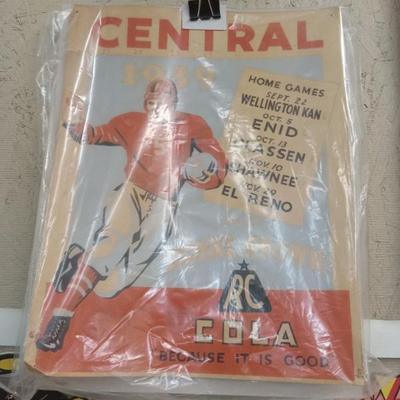 CENTRAL
1939
HOME GAMES
SEPT. 22
WELLINGTON KAN
OCT. 5
ENID
OCT. 13
CLASSEN
NOV 10
SHAWNEE
NOV
EL RENO
RC
COLA
BECAUSE IT IS GOOD